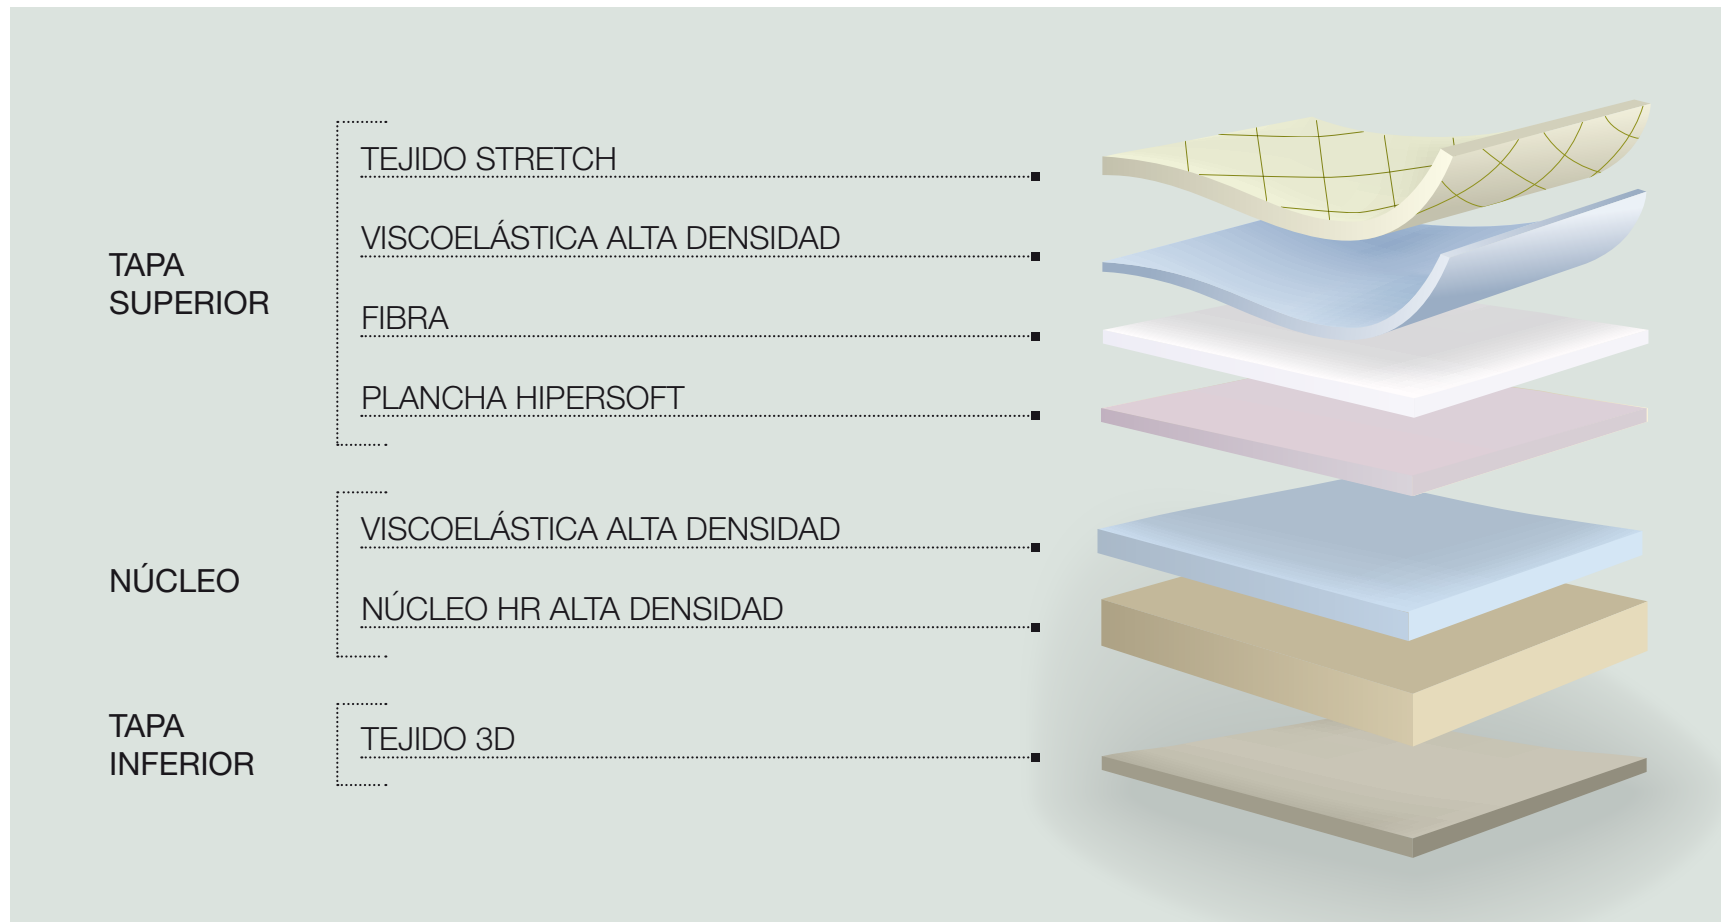 TAPA
SUPERIOR
TEJIDO STRETCH
VISCOELÁSTICA ALTA DENSIDAD
FIBRA
PLANCHA HIPERSOFT
NÚCLEO
VISCOELÁSTICA ALTA DENSIDAD
NÚCLEO HR ALTA DENSIDAD
TAPA
INFERIOR
TEJIDO 3D